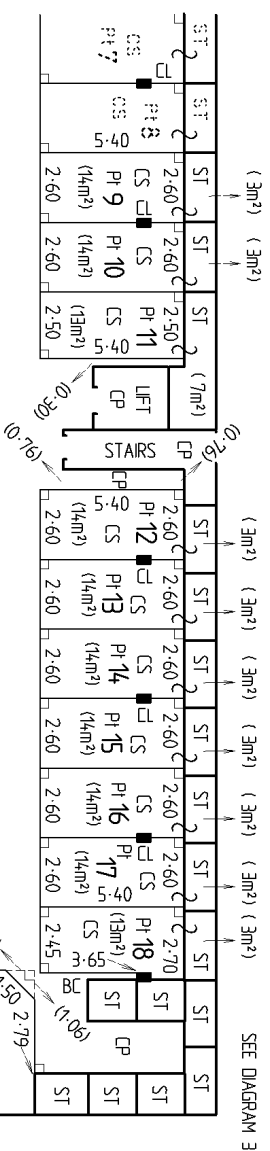 ST ST ST ST ST
(3m²) (3m²)
CS Pt 7
CL
CS Pt 8
5·40
2·60 CS Pt 9 (14m²) 2·60
CL
2·60 CS Pt 10 (14m²) 2·60
2·50 Pt 11 CS (13m²) 2·50
5·40
(0·30)
LIFT
CP
(7m²)
(0·76) STAIRS CP (0·76)
CP
ST ST ST ST ST ST ST
(3m²) (3m²) (3m²) (3m²) (3m²) (3m²)
5·40
2·60 Pt 12 CS (14m²) 2·60
CL
2·60 CS Pt 13 (14m²) 2·60
2·60 CS Pt 14 (14m²) 2·60
CL
2·60 CS Pt 15 (14m²) 2·60
2·60 CS Pt 16 (14m²) 2·60
CL
2·60 CS Pt 17 (14m²) 2·60
5·40
2·70 Pt 18 (13m²) CS 2·45
3·65
BC
ST ST
ST ST
CP
(1·06)
1·50 2·79
ST ST ST ST
SEE DIAGRAM 3